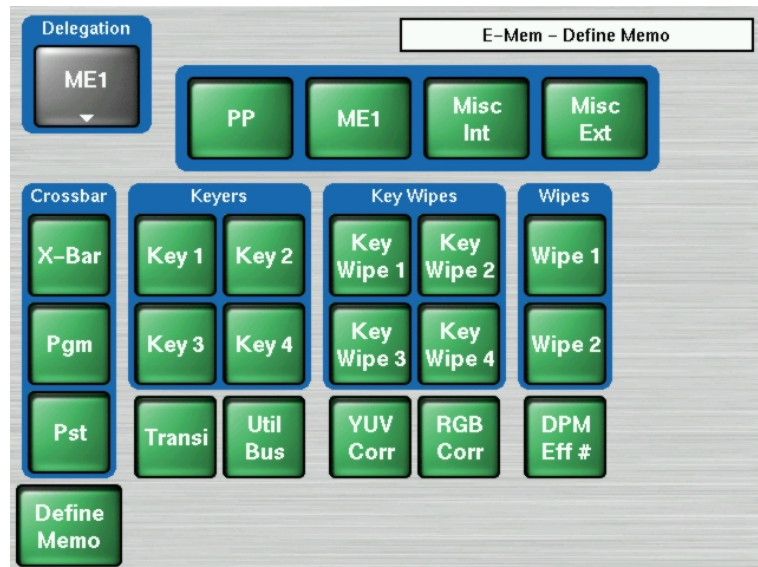 Delegation
E-Mem – Define Memo
ME1
PP
ME1
Misc
Int
Misc
Ext
Crossbar
Keyers
Key Wipes
Wipes
X-Bar
Key 1
Key 2
Key
Wipe 1
Key
Wipe 2
Wipe 1
Pgm
Key 3
Key 4
Key
Wipe 3
Key
Wipe 4
Wipe 2
Pst
Transi
Util
Bus
YUV
Corr
RGB
Corr
DPM
Eff #
Define
Memo